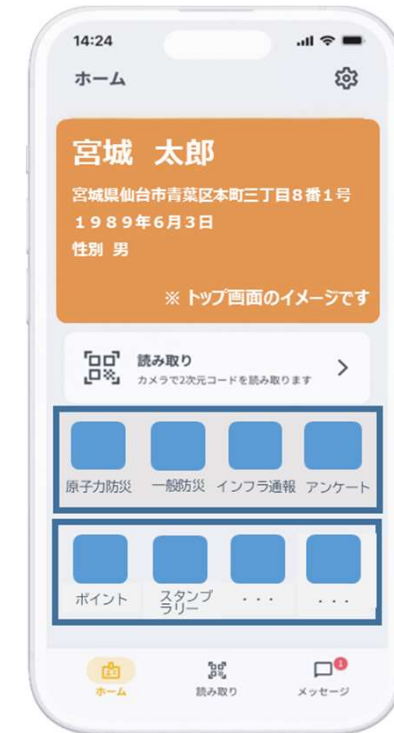 14:24
ホーム
宮城 太郎
宮城県仙台市青葉区本町三丁目8番1号
1989年6月3日
性別 男
※ トップ画面のイメージです
読み取り
カメラで2次元コードを読み取ります
原子力防災 一般防災 インフラ通報 アンケート
ポイント スタンプ ・・・ ・・・
ラリー
1
ホーム 読み取り メッセージ